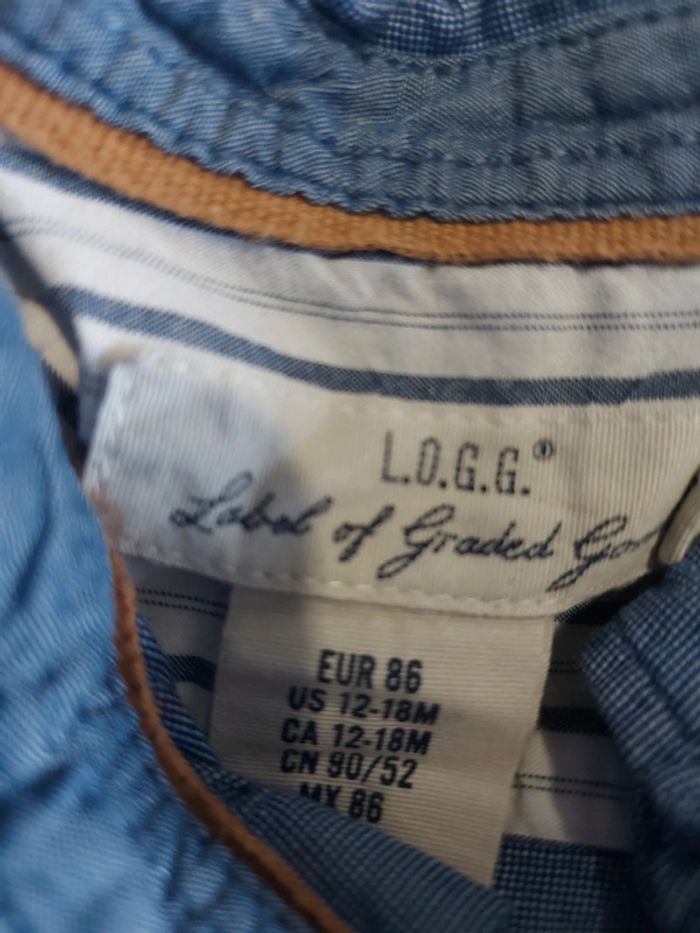 L.O.G.G.®
Label of Graded
EUR 86
US 12-18M
CA 12-18M
CN 90/52
MX 86